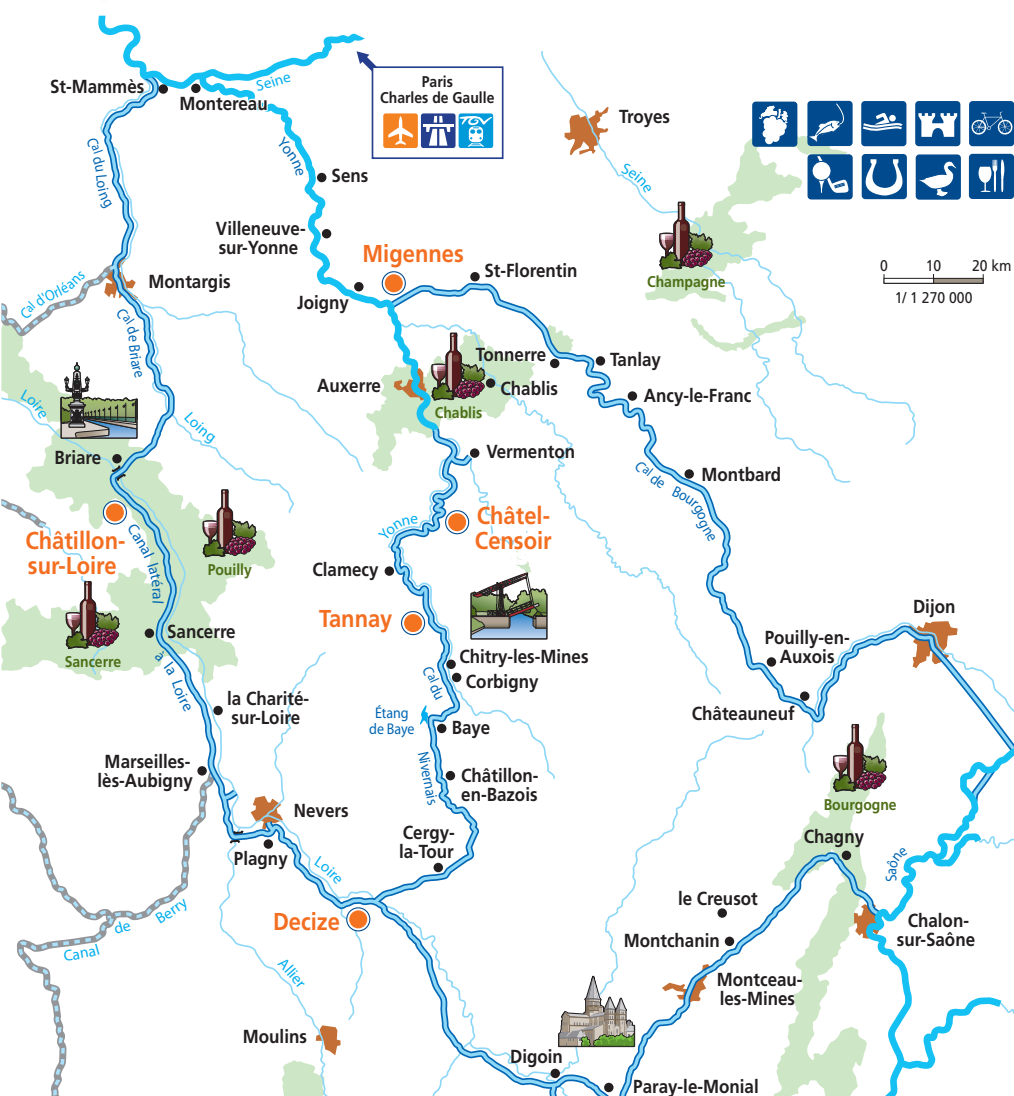 Paris
Charles de Gaulle
TGV
Seine
St-Mammès
Montereau
Cal du Loing
Yonne
Sens
Troyes
Seine
Villeneuve-
sur-Yonne
Migennes
St-Florentin
Champagne
0 10 20 km
1/ 1 270 000
Cal d'Orléans
Montargis
Joigny
Cal de Briare
Tonnerre
Tanlay
Auxerre
Chablis
Chablis
Ancy-le-Franc
Loire
Loing
Briare
Vermenton
Cal de Bourgogne
Montbard
Châtillon-
sur-Loire
Canal latéral
à la Loire
Pouilly
Yonne
Châtel-
Censoir
Clamecy
Tannay
Sancerre
Sancerre
Dijon
Pouilly-en-
Auxois
Chitry-les-Mines
Corbigny
Cal du
Nivernais
la Charité-
sur-Loire
Étang
de Baye
Baye
Châteauneuf
Marseilles-
lès-Aubigny
Châtillon-
en-Bazois
Bourgogne
Nevers
Cergy-
la-Tour
Chagny
Plagny
Loire
Saône
le Creusot
Canal de Berry
Decize
Chalon-
sur-Saône
Montchanin
Allier
Montceau-
les-Mines
Moulins
Digoin
Paray-le-Monial